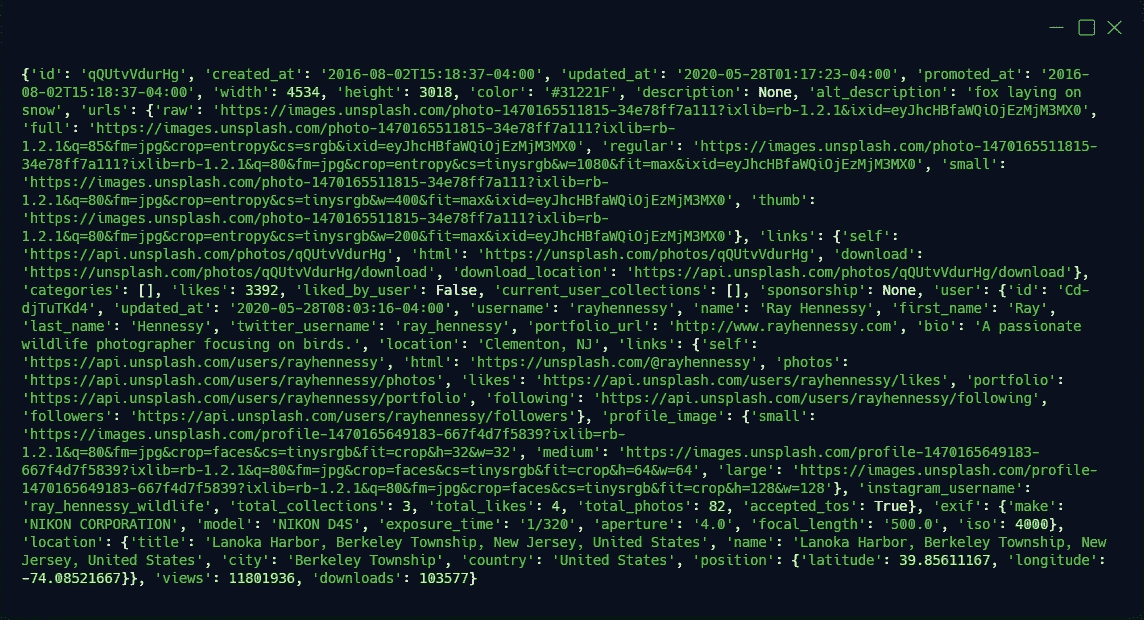 {'id': 'qQUtvVdurHg', 'created_at': '2016-08-02T15:18:37-04:00', 'updated_at': '2020-05-28T01:17:23-04:00', 'promoted_at': '2016-
08-02T15:18:37-04:00', 'width': 4534, 'height': 3018, 'color': '#31221F', 'description': None, 'alt_description': 'fox laying on
snow', 'urls': {'raw': 'https://images.unsplash.com/photo-1470165511815-34e78ff7a111?ixlib=rb-1.2.1&ixid=eyJhcHBfaWQiOjEzMjM3MX0',
'full': 'https://images.unsplash.com/photo-1470165511815-34e78ff7a111?ixlib=rb-
1.2.1&q=85&fm=jpg&crop=entropy&cs=srgb&ixid=eyJhcHBfaWQiOjEzMjM3MX0', 'regular': 'https://images.unsplash.com/photo-1470165511815-
34e78ff7a111?ixlib=rb-1.2.1&q=80&fm=jpg&crop=entropy&cs=tinysrgb&w=1080&fit=max&ixid=eyJhcHBfaWQiOjEzMjM3MX0', 'small':
'https://images.unsplash.com/photo-1470165511815-34e78ff7a111?ixlib=rb-
1.2.1&q=80&fm=jpg&crop=entropy&cs=tinysrgb&w=400&fit=max&ixid=eyJhcHBfaWQiOjEzMjM3MX0', 'thumb':
'https://images.unsplash.com/photo-1470165511815-34e78ff7a111?ixlib=rb-
1.2.1&q=80&fm=jpg&crop=entropy&cs=tinysrgb&w=200&fit=max&ixid=eyJhcHBfaWQiOjEzMjM3MX0'}, 'links': {'self':
'https://api.unsplash.com/photos/qQUtvVdurHg', 'html': 'https://unsplash.com/photos/qQUtvVdurHg', 'download':
'https://unsplash.com/photos/qQUtvVdurHg/download', 'download_location': 'https://api.unsplash.com/photos/qQUtvVdurHg/download'},
'categories': [], 'likes': 3392, 'liked_by_user': False, 'current_user_collections': [], 'sponsorship': None, 'user': {'id': 'Cd-
djTuTKd4', 'updated_at': '2020-05-28T08:03:16-04:00', 'username': 'rayhennessy', 'name': 'Ray Hennessy', 'first_name': 'Ray',
'last_name': 'Hennessy', 'twitter_username': 'ray_hennessy', 'portfolio_url': 'http://www.rayhennessy.com', 'bio': 'A passionate
wildlife photographer focusing on birds.', 'location': 'Clementon, NJ', 'links': {'self':
'https://api.unsplash.com/users/rayhennessy', 'html': 'https://unsplash.com/@rayhennessy', 'photos':
'https://api.unsplash.com/users/rayhennessy/photos', 'likes': 'https://api.unsplash.com/users/rayhennessy/likes', 'portfolio':
'https://api.unsplash.com/users/rayhennessy/portfolio', 'following': 'https://api.unsplash.com/users/rayhennessy/following',
'followers': 'https://api.unsplash.com/users/rayhennessy/followers'}, 'profile_image': {'small':
'https://images.unsplash.com/profile-1470165649183-667f4d7f5839?ixlib=rb-
1.2.1&q=80&fm=jpg&crop=faces&cs=tinysrgb&fit=crop&h=32&w=32', 'medium': 'https://images.unsplash.com/profile-1470165649183-
667f4d7f5839?ixlib=rb-1.2.1&q=80&fm=jpg&crop=faces&cs=tinysrgb&fit=crop&h=64&w=64', 'large': 'https://images.unsplash.com/profile-
1470165649183-667f4d7f5839?ixlib=rb-1.2.1&q=80&fm=jpg&crop=faces&cs=tinysrgb&fit=crop&h=128&w=128'}, 'instagram_username':
'ray_hennessy_wildlife', 'total_collections': 3, 'total_likes': 4, 'total_photos': 82, 'accepted_tos': True}, 'exif': {'make':
'NIKON CORPORATION', 'model': 'NIKON D4S', 'exposure_time': '1/320', 'aperture': '4.0', 'focal_length': '500.0', 'iso': 4000},
'location': {'title': 'Lanoka Harbor, Berkeley Township, New Jersey, United States', 'name': 'Lanoka Harbor, Berkeley Township, New
Jersey, United States', 'city': 'Berkeley Township', 'country': 'United States', 'position': {'latitude': 39.85611167, 'longitude':
-74.08521667}}, 'views': 11801936, 'downloads': 103577}